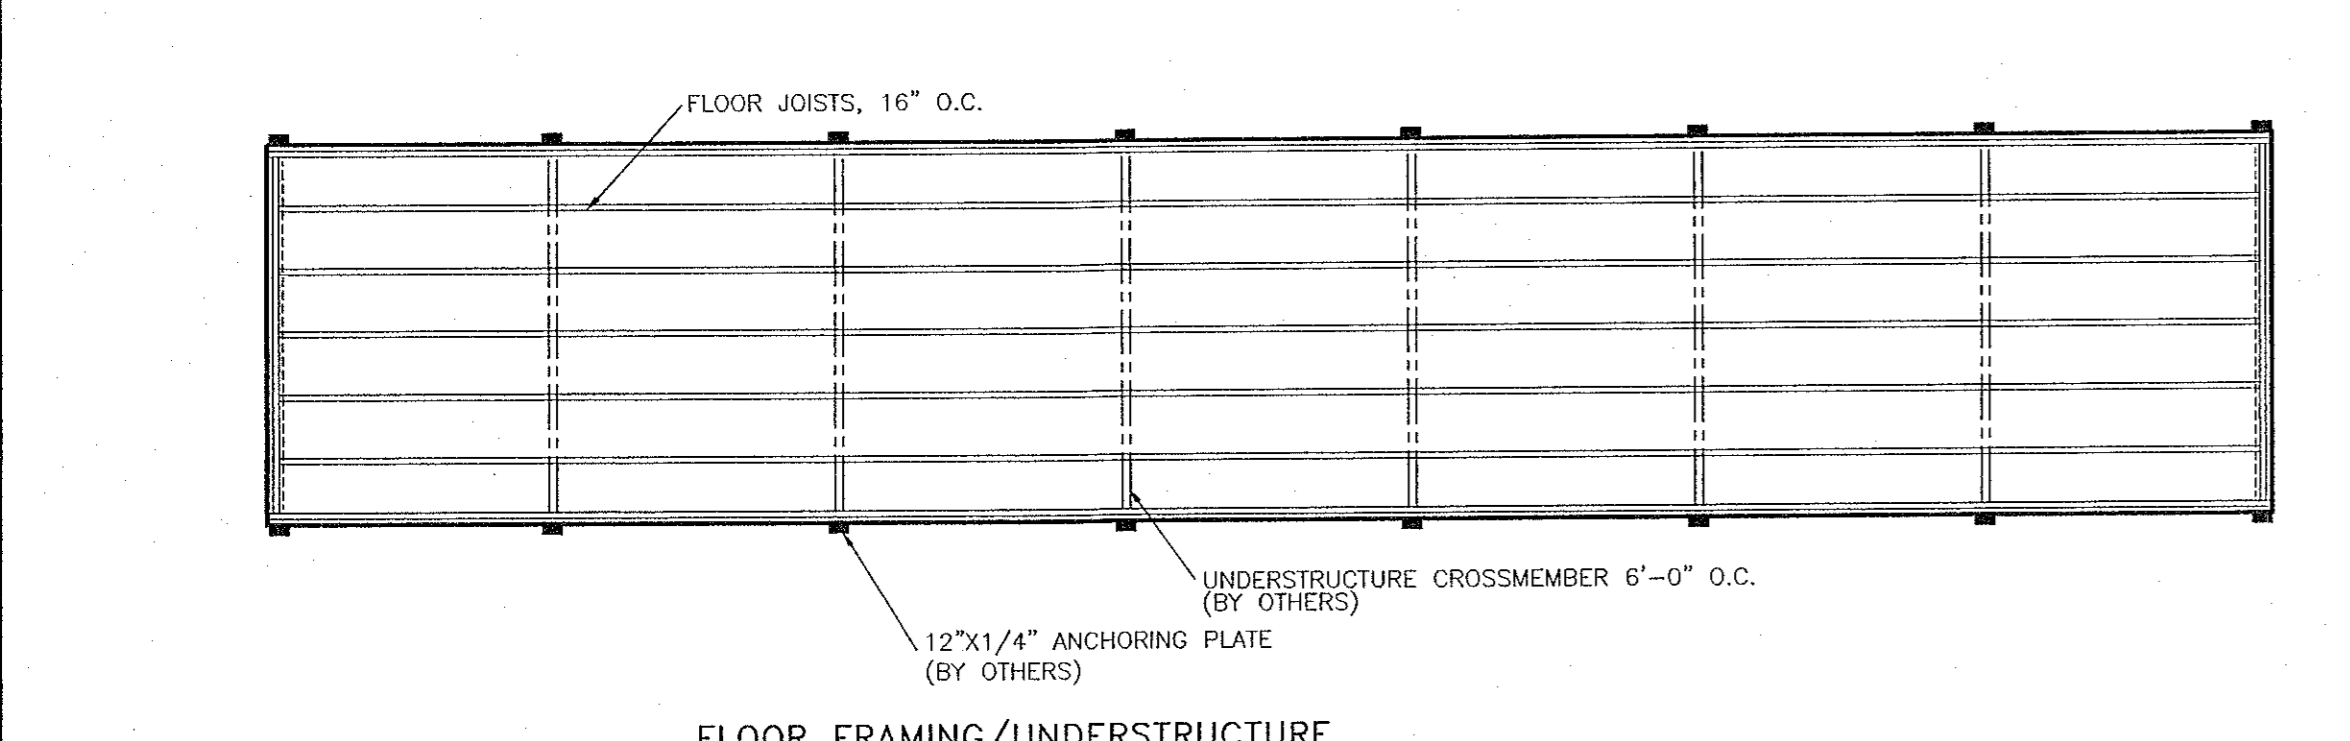 FLOOR JOISTS, 16" O.C.
UNDERSTRUCTURE CROSSMEMBER 6'-0" O.C.
(BY OTHERS)
12"X1/4" ANCHORING PLATE
(BY OTHERS)
FLOOR FRAMING/UNDERSTRUCTURE